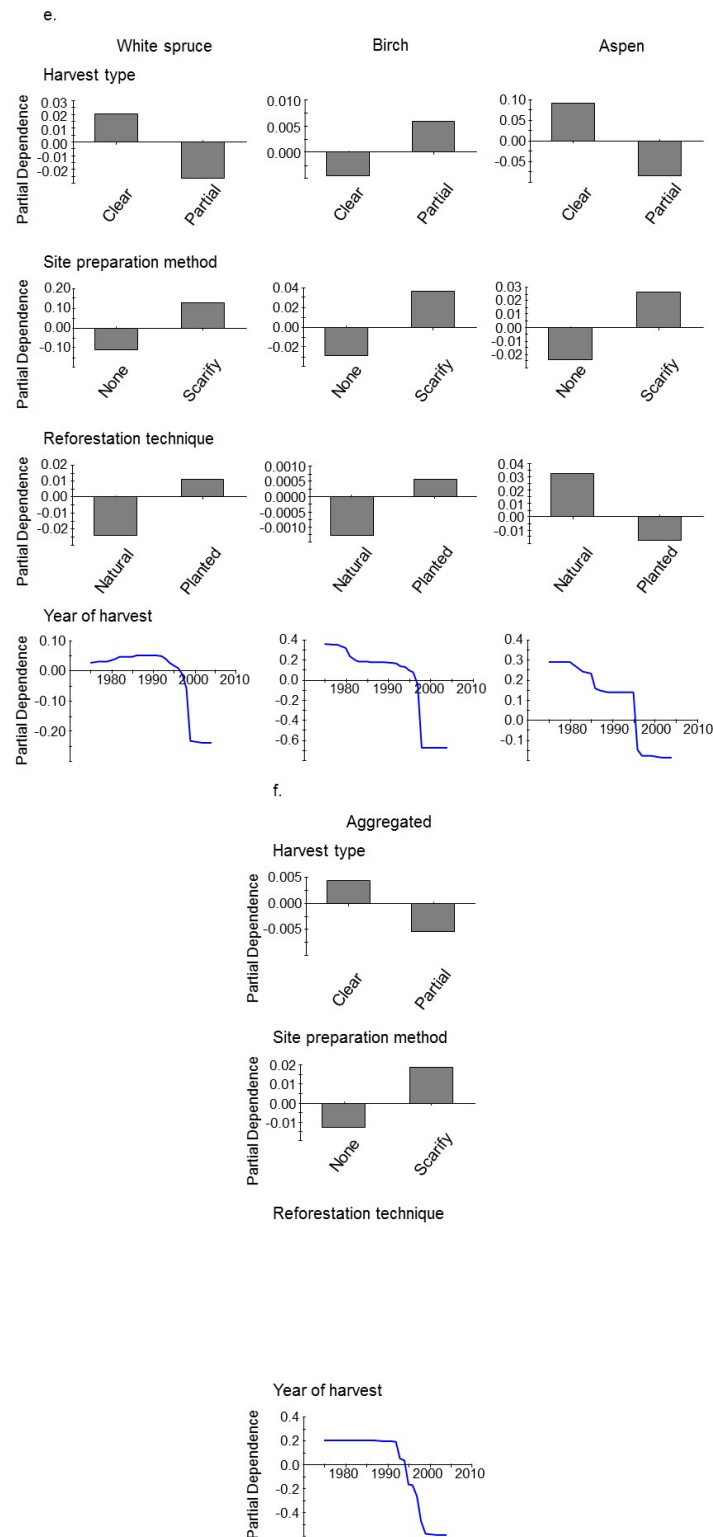 e.
White spruce Birch Aspen
Harvest type
Partial Dependence
0.03
0.02
0.01
0.00
-0.01
-0.02
Clear Partial
0.010
0.005
0.000
Clear Partial
0.10
0.05
0.00
-0.05
Clear Partial
Site preparation method
Partial Dependence
0.20
0.10
0.00
-0.10
None Scarify
0.04
0.02
0.00
-0.02
None Scarify
0.03
0.02
0.01
0.00
-0.01
-0.02
None Scarify
Reforestation technique
Partial Dependence
0.02
0.01
0.00
-0.01
-0.02
Natural Planted
0.0010
0.0005
0.0000
-0.0005
-0.0010
Natural Planted
0.04
0.03
0.02
0.01
0.00
-0.01
Natural Planted
Year of harvest
Partial Dependence
0.10
0.00
-0.10
-0.20
1980 1990 2000 2010
0.4
0.2
0.0
-0.2
-0.4
-0.6
1980 1990 2000 2010
0.4
0.3
0.2
0.1
0.0
-0.1
1980 1990 2000 2010
f.
Aggregated
Harvest type
Partial Dependence
0.005
0.000
-0.005
Clear Partial
Site preparation method
Partial Dependence
0.02
0.01
0.00
-0.01
None Scarify
Reforestation technique
Year of harvest
Partial Dependence
0.4
0.2
0.0
-0.2
-0.4
1980 1990 2000 2010